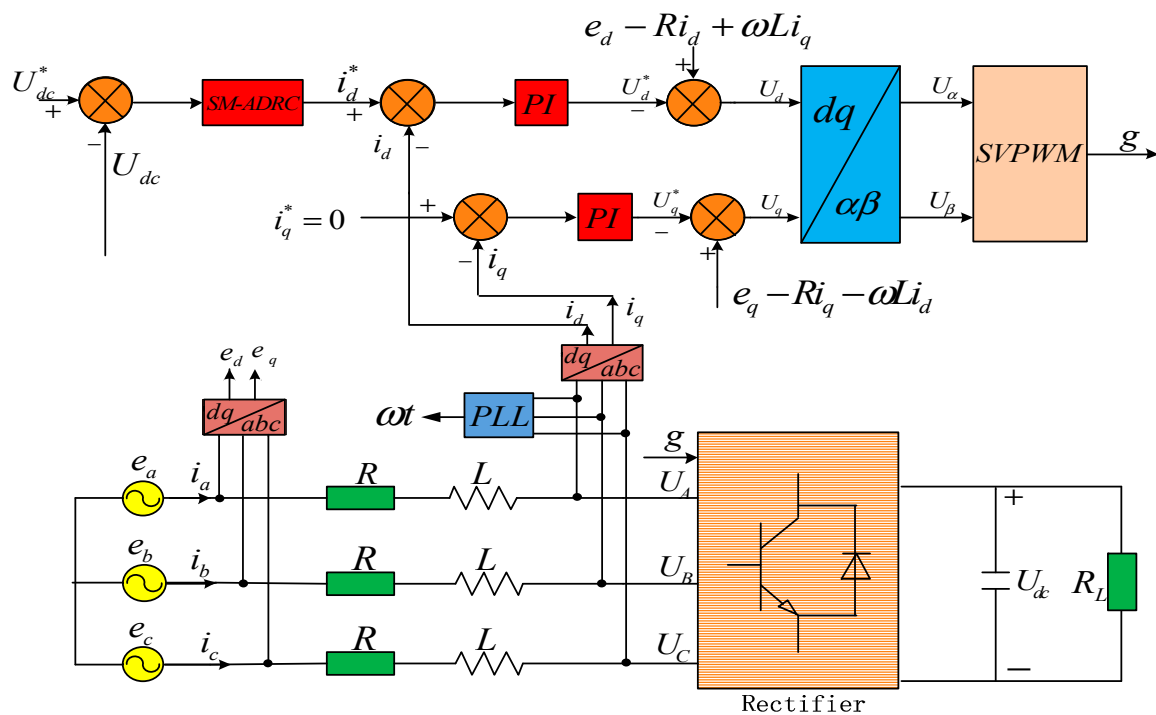 e_d − Ri_d + ωLi_q
U*_dc
+
−
U_dc
SM-ADRC
i*_d
+
i_d
−
PI
U*_d
−
+
U_d
dq
αβ
U_α
U_β
SVPWM
g
i*_q = 0
+
−
i_q
PI
U*_q
−
+
U_q
e_q − Ri_q − ωLi_d
i_d
i_q
dq
abc
e_d
e_q
dq
abc
ωt
PLL
g
e_a
i_a
R
L
U_A
e_b
i_b
R
L
U_B
e_c
i_c
R
L
U_C
+
U_dc
−
R_L
Rectifier